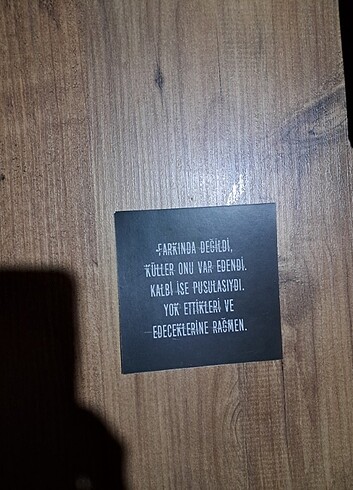 FARKINDA DEĞİLDİ,
KÜLLER ONU VAR EDENDİ.
KALBİ İSE PUSULASIYDI.
YOK ETTİKLERİ VE
EDECEKLERİNE RAĞMEN.